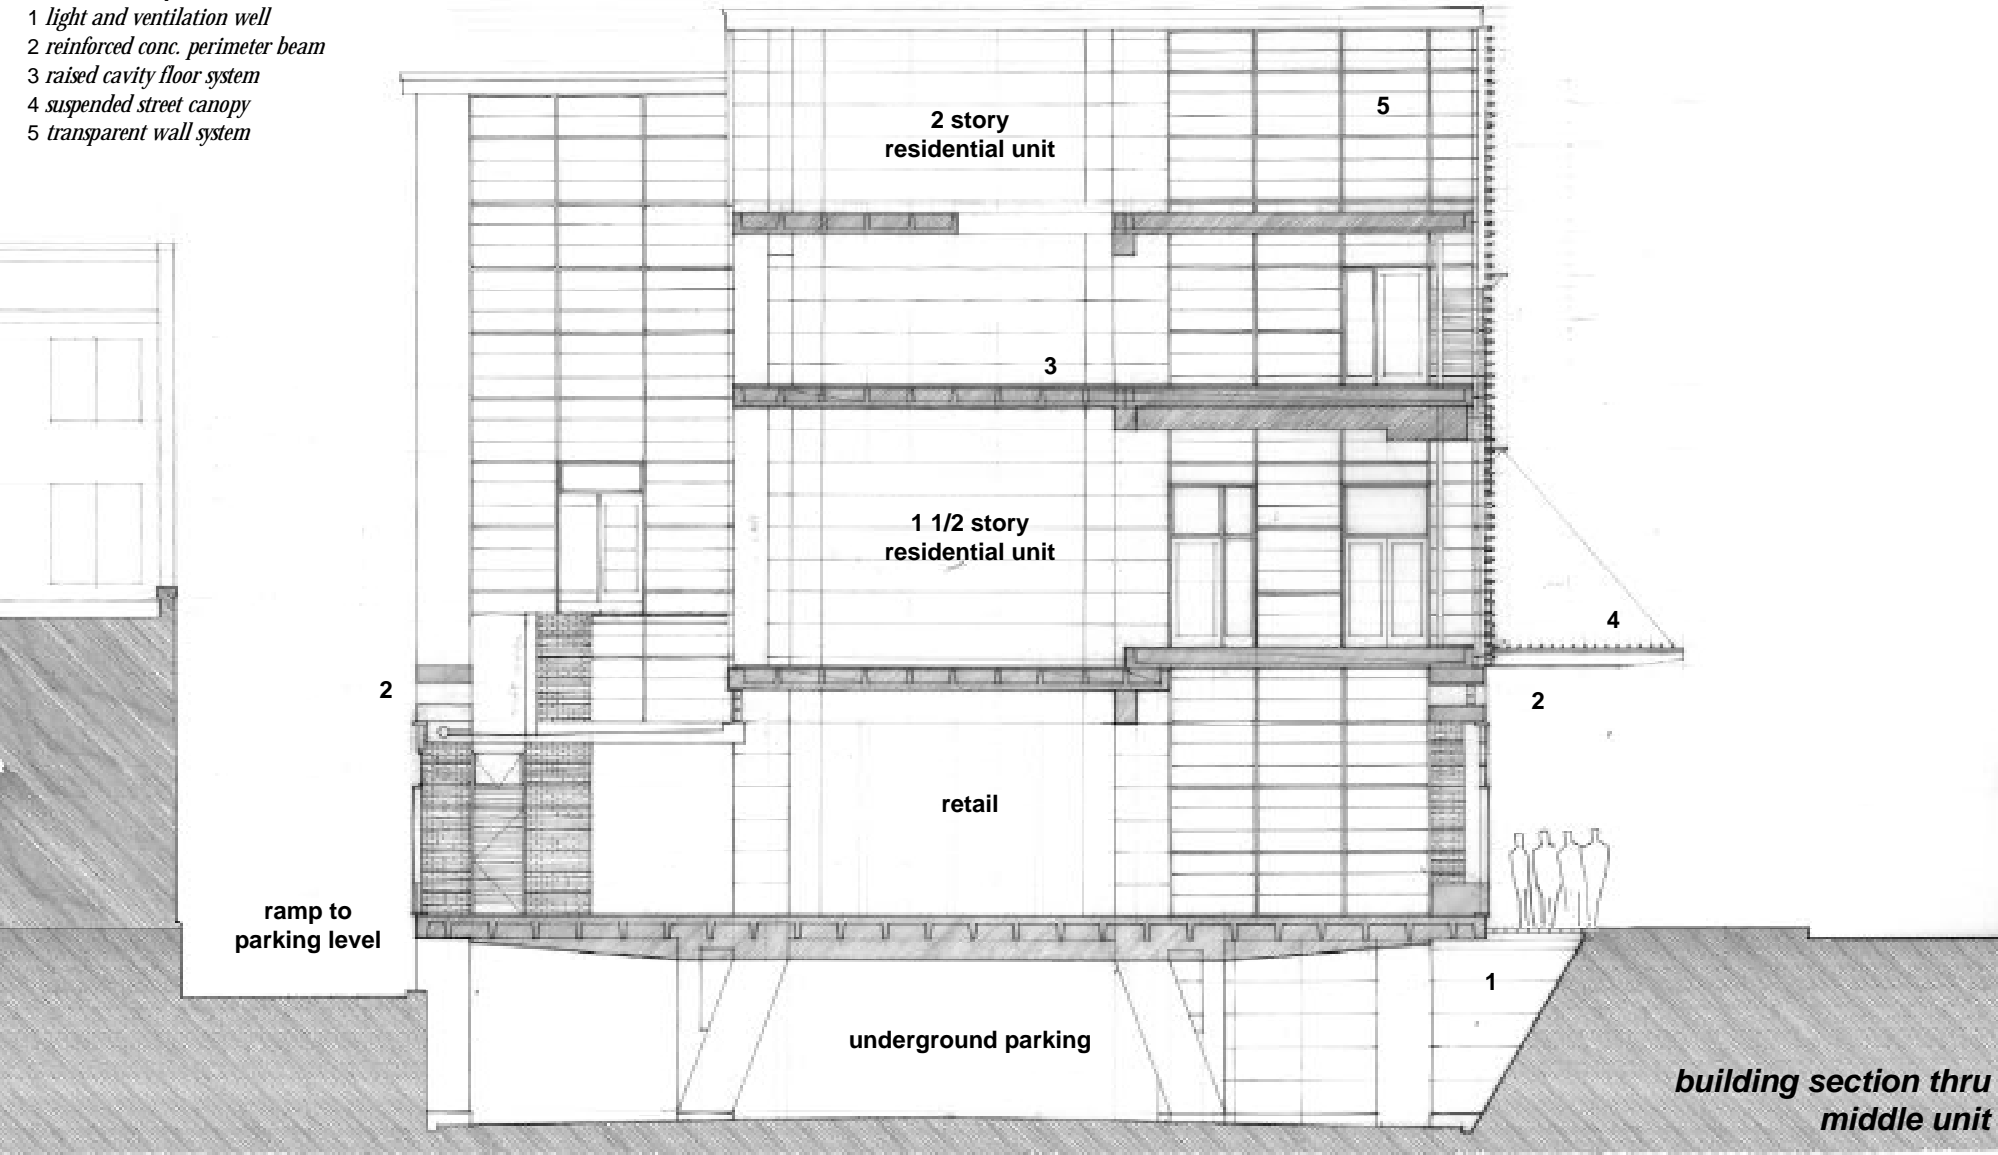 1 light and ventilation well
2 reinforced conc. perimeter beam
3 raised cavity floor system
4 suspended street canopy
5 transparent wall system
2 story
residential unit
5
3
1 1/2 story
residential unit
4
2
2
retail
ramp to
parking level
1
underground parking
building section thru
middle unit